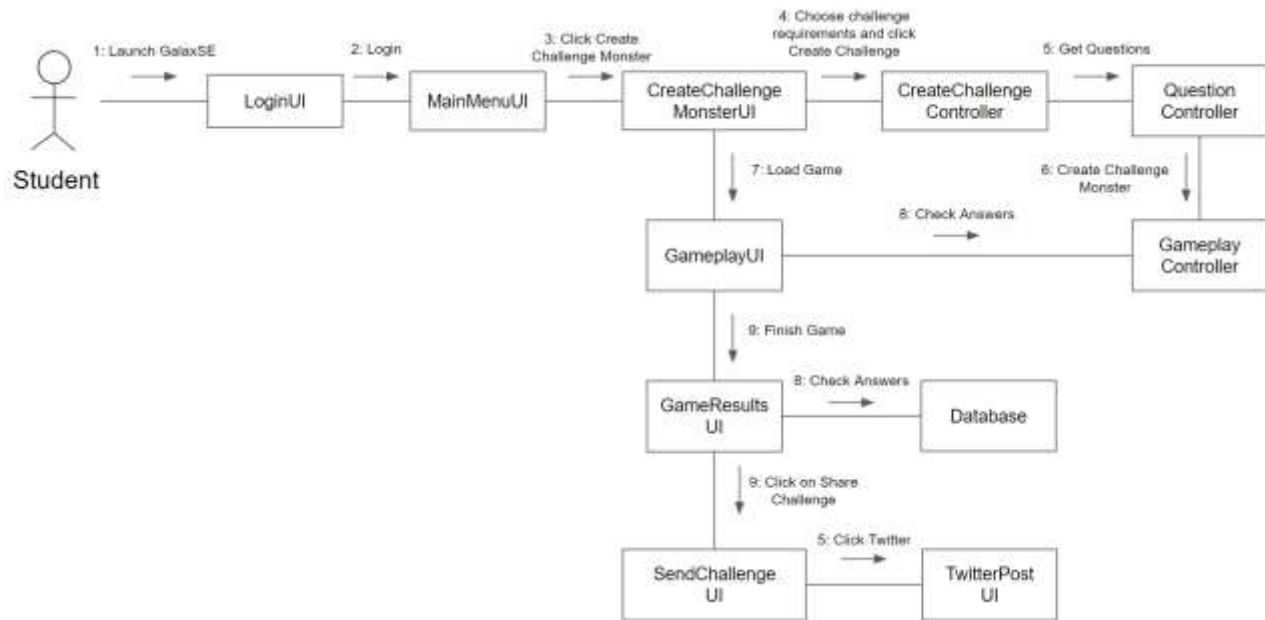 1: Launch GalaxSE
2: Login
3: Click Create
Challenge Monster
4: Choose challenge
requirements and click
Create Challenge
5: Get Questions
LoginUI
MainMenuUI
CreateChallenge
MonsterUI
CreateChallenge
Controller
Question
Controller
Student
7: Load Game
6: Create Challenge
Monster
8: Check Answers
GameplayUI
Gameplay
Controller
9: Finish Game
8: Check Answers
GameResults
UI
Database
9: Click on Share
Challenge
5: Click Twitter
SendChallenge
UI
TwitterPost
UI